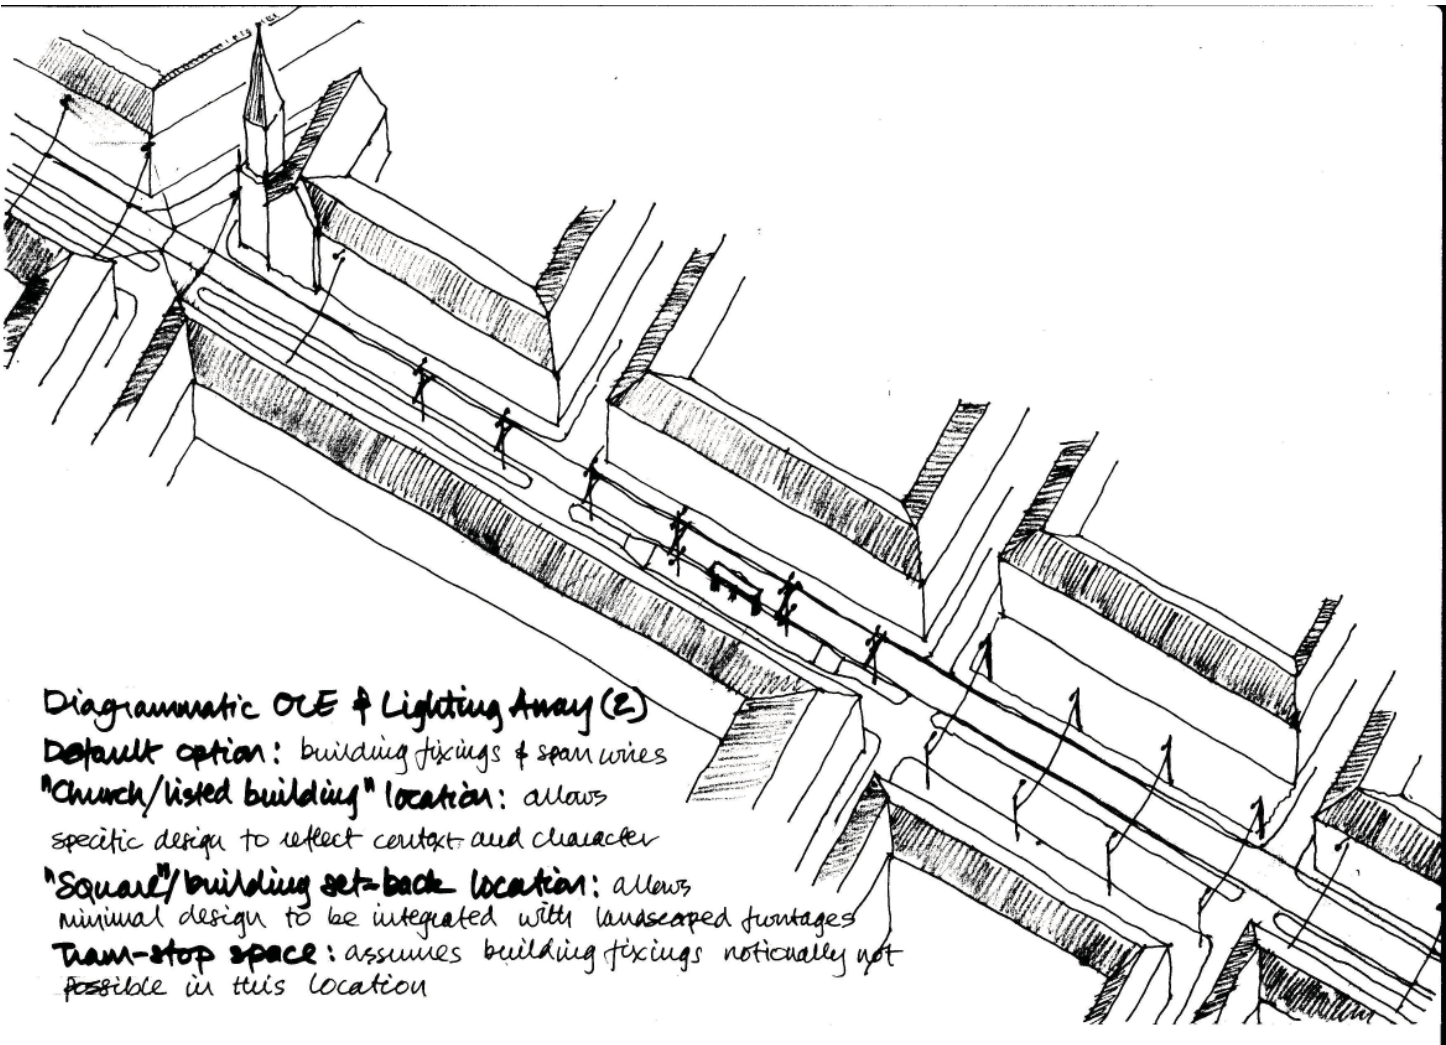 Diagrammatic OLE & Lighting Array (2)
Default option: building fixings & span wires
"Church/listed building" location: allows
specific design to reflect context and character
"Square"/building set-back location: allows
minimal design to be integrated with landscaped frontages
Tram-stop space: assumes building fixings notionally not
possible in this location